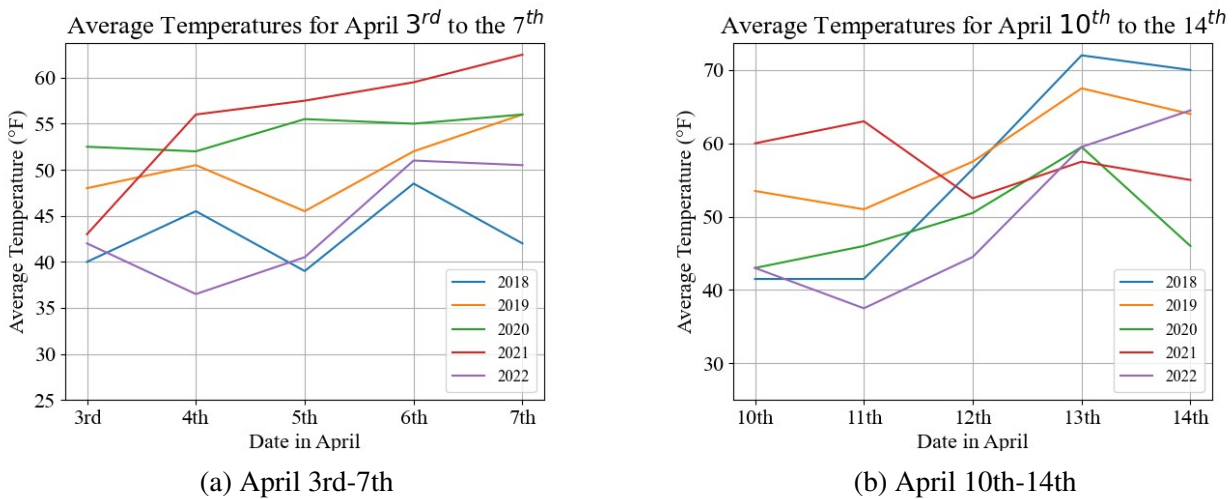 Average Temperatures for April 3rd to the 7th
60
55
50
45
40
35
30
25
Average Temperature (°F)
2018
2019
2020
2021
2022
3rd 4th 5th 6th 7th
Date in April
(a) April 3rd-7th
Average Temperatures for April 10th to the 14th
70
60
50
40
30
Average Temperature (°F)
2018
2019
2020
2021
2022
10th 11th 12th 13th 14th
Date in April
(b) April 10th-14th